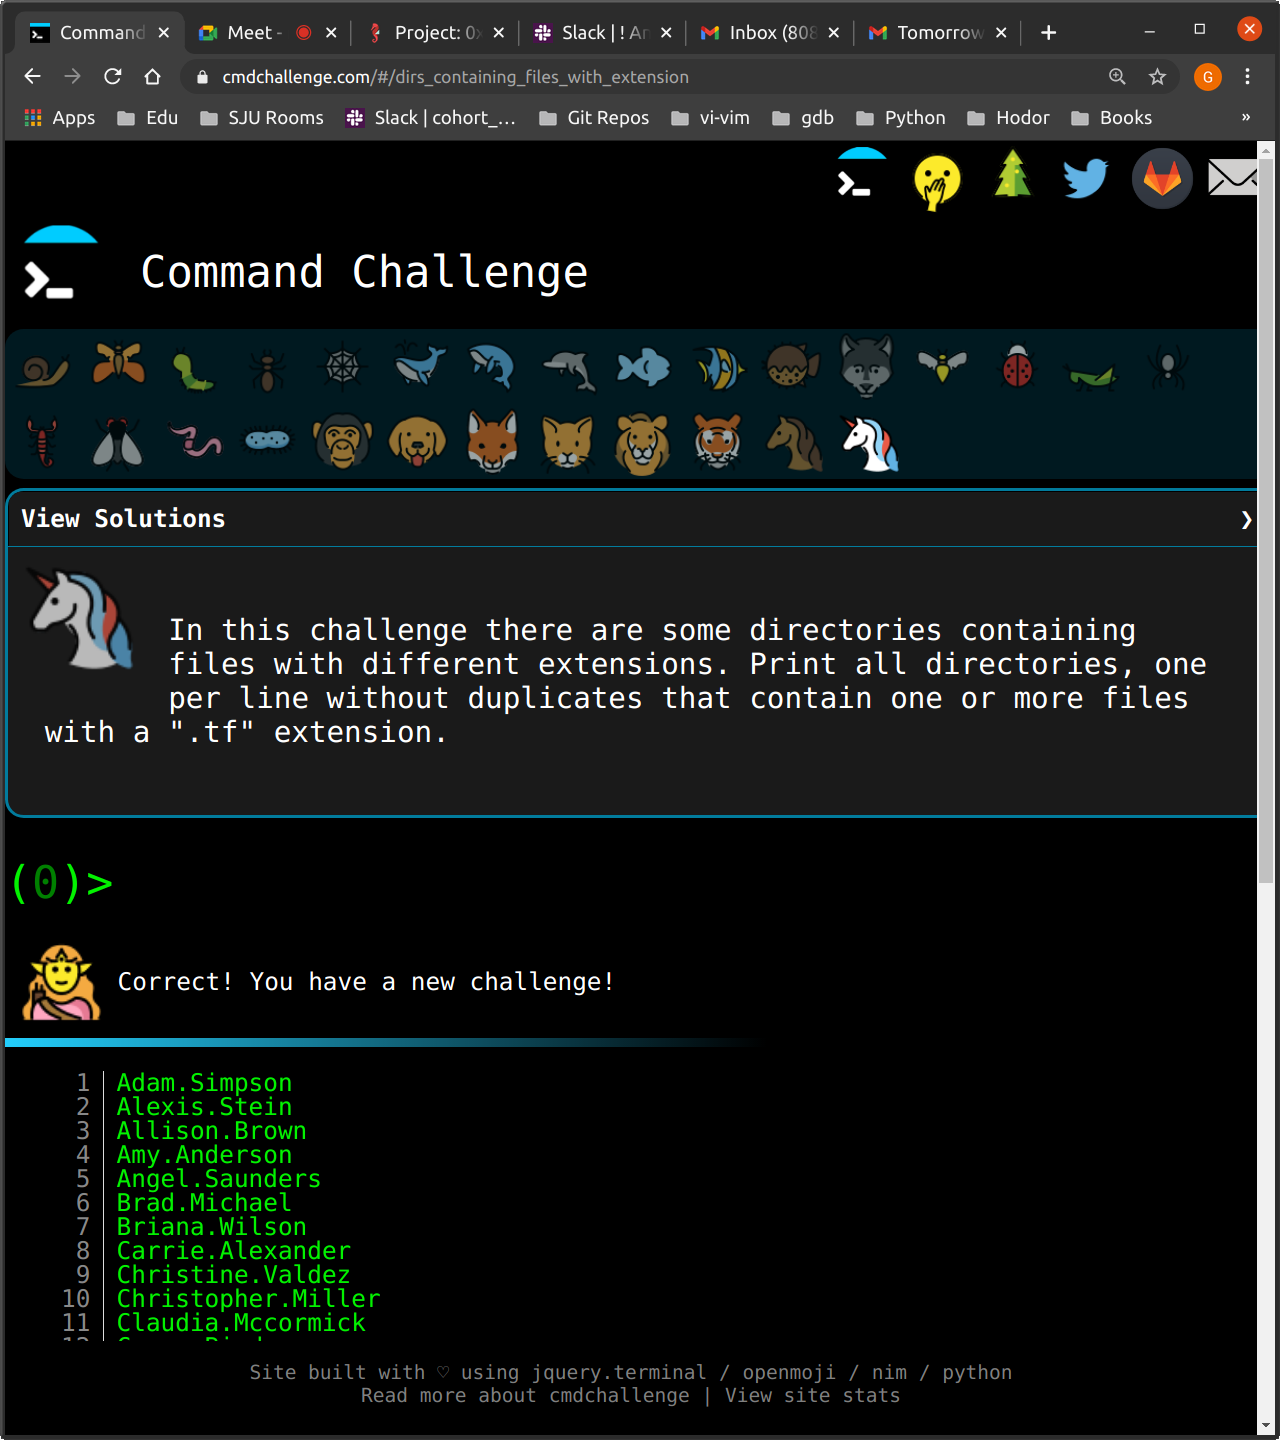 Command
Meet -
Project: 0x
Slack | ! An
Inbox (808
Tomorrow
cmdchallenge.com/#/dirs_containing_files_with_extension
G
Apps
Edu
SJU Rooms
Slack | cohort_...
Git Repos
vi-vim
gdb
Python
Hodor
Books
»
Command Challenge
View Solutions
In this challenge there are some directories containing
files with different extensions. Print all directories, one
per line without duplicates that contain one or more files
with a ".tf" extension.
(0)>
Correct! You have a new challenge!
1 Adam.Simpson
2 Alexis.Stein
3 Allison.Brown
4 Amy.Anderson
5 Angel.Saunders
6 Brad.Michael
7 Briana.Wilson
8 Carrie.Alexander
9 Christine.Valdez
10 Christopher.Miller
11 Claudia.Mccormick
Site built with ♡ using jquery.terminal / openmoji / nim / python
Read more about cmdchallenge | View site stats